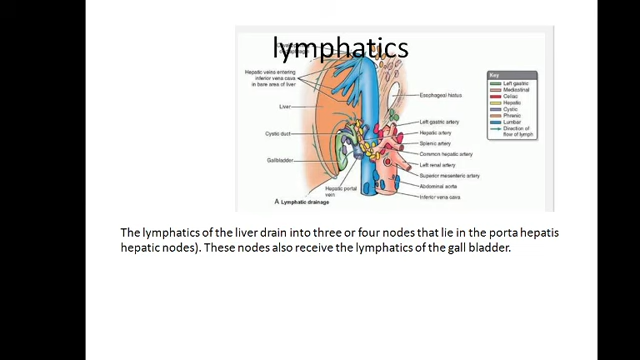 lymphatics
Hepatic veins entering
inferior vena cava
in bare area of liver
Liver
Cystic duct
Gallbladder
Hepatic portal
vein
A Lymphatic drainage
Esophageal hiatus
Left gastric artery
Hepatic artery
Splenic artery
Common hepatic artery
Left renal artery
Superior mesenteric artery
Abdominal aorta
Inferior vena cava
Key
Left gastric
Mediastinal
Celiac
Hepatic
Cystic
Phrenic
Lumbar
Direction of
flow of lymph
The lymphatics of the liver drain into three or four nodes that lie in the porta hepatis
hepatic nodes). These nodes also receive the lymphatics of the gall bladder.